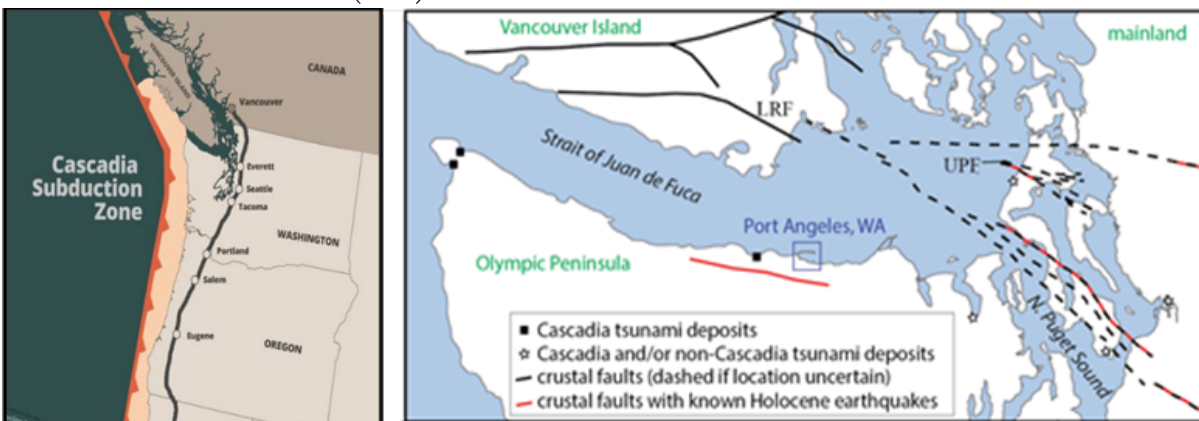 VANCOUVER ISLAND
CANADA
Vancouver
Cascadia
Subduction
Zone
Everett
Seattle
Tacoma
WASHINGTON
Portland
Salem
Eugene
OREGON
Vancouver Island
mainland
LRF
Strait of Juan de Fuca
UPF
Port Angeles, WA
Olympic Peninsula
N. Puget Sound
Cascadia tsunami deposits
Cascadia and/or non-Cascadia tsunami deposits
crustal faults (dashed if location uncertain)
crustal faults with known Holocene earthquakes